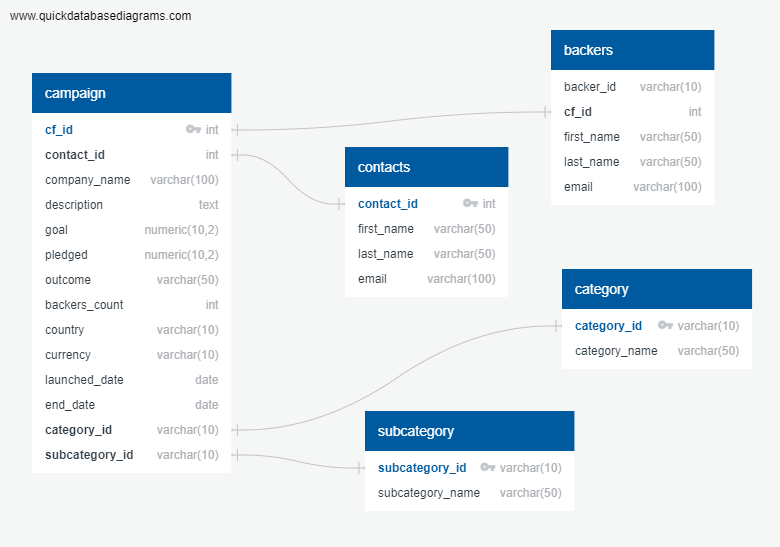 www.quickdatabasediagrams.com
campaign
cf_id int
contact_id int
company_name varchar(100)
description text
goal numeric(10,2)
pledged numeric(10,2)
outcome varchar(50)
backers_count int
country varchar(10)
currency varchar(10)
launched_date date
end_date date
category_id varchar(10)
subcategory_id varchar(10)
contacts
contact_id int
first_name varchar(50)
last_name varchar(50)
email varchar(100)
backers
backer_id varchar(10)
cf_id int
first_name varchar(50)
last_name varchar(50)
email varchar(100)
category
category_id varchar(10)
category_name varchar(50)
subcategory
subcategory_id varchar(10)
subcategory_name varchar(50)